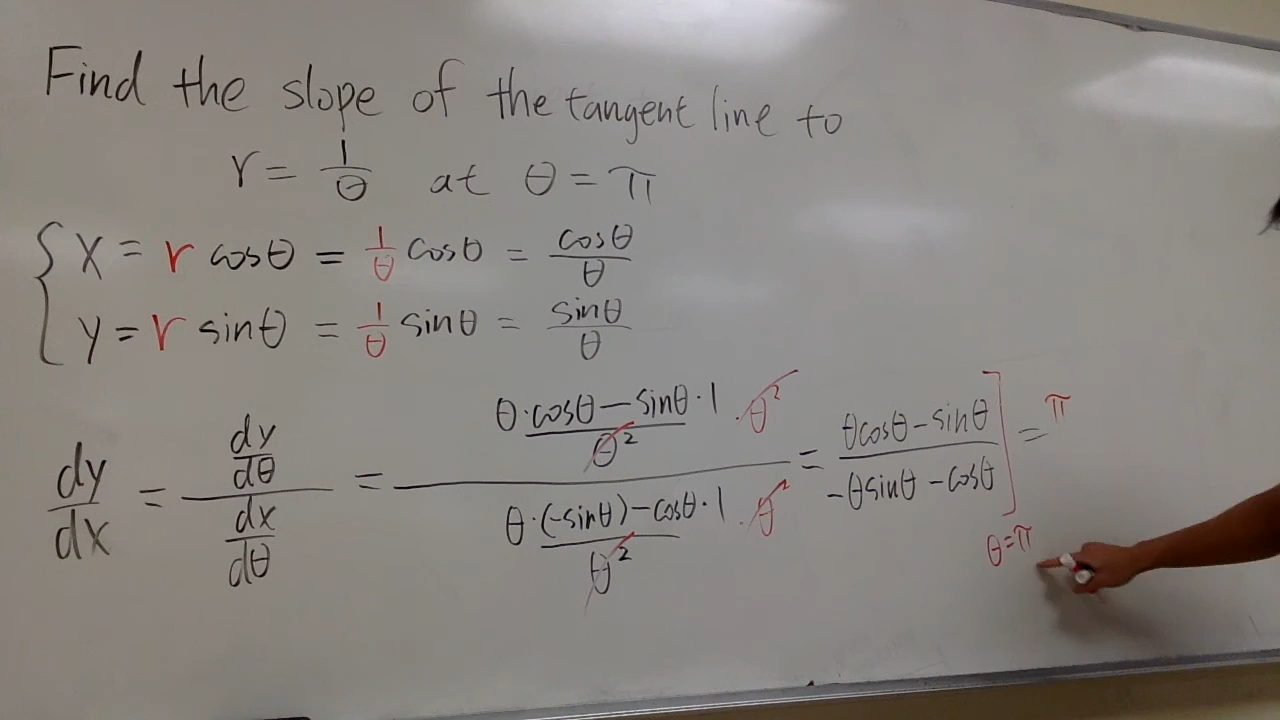 Find the slope of the tangent line to
r = 1/θ at θ = π
{ x = r cosθ = 1/θ cosθ = cosθ/θ
y = r sinθ = 1/θ sinθ = sinθ/θ
dy/dx = (dy/dθ)/(dx/dθ) = ((θ·cosθ − sinθ·1)/θ² · θ²)/((θ·(-sinθ) − cosθ·1)/θ² · θ²) = (θcosθ − sinθ)/(-θsinθ − cosθ)] θ=π = π